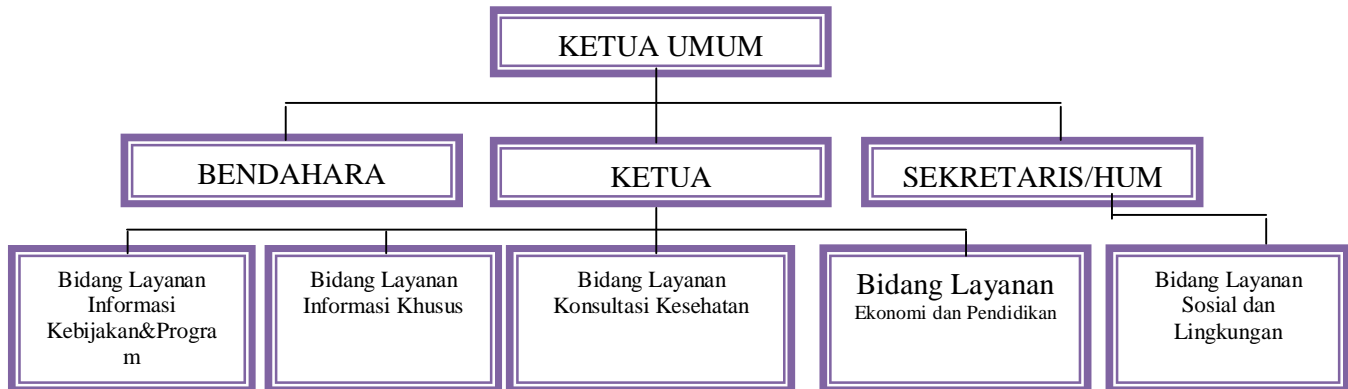 KETUA UMUM
BENDAHARA
KETUA
SEKRETARIS/HUM
Bidang Layanan
Informasi
Kebijakan&Progra
m
Bidang Layanan
Informasi Khusus
Bidang Layanan
Konsultasi Kesehatan
Bidang Layanan
Ekonomi dan Pendidikan
Bidang Layanan
Sosial dan
Lingkungan